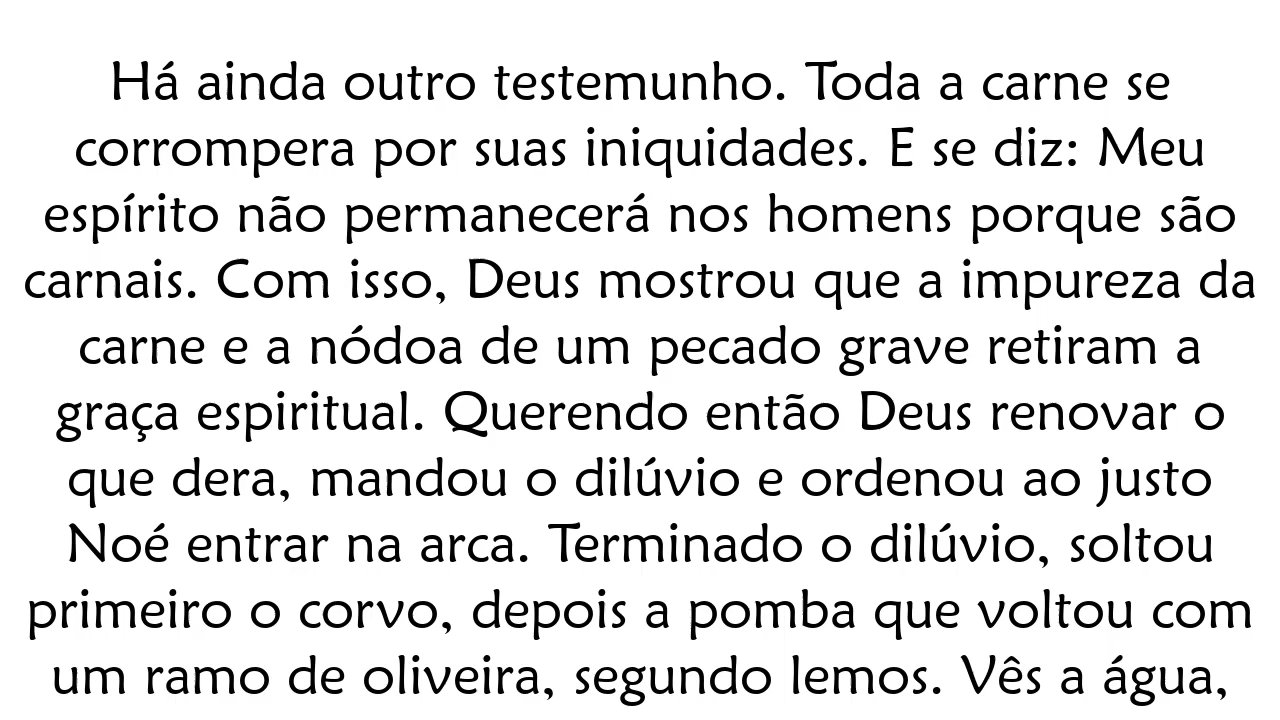 Há ainda outro testemunho. Toda a carne se
corrompera por suas iniquidades. E se diz: Meu
espírito não permanecerá nos homens porque são
carnais. Com isso, Deus mostrou que a impureza da
carne e a nódoa de um pecado grave retiram a
graça espiritual. Querendo então Deus renovar o
que dera, mandou o dilúvio e ordenou ao justo
Noé entrar na arca. Terminado o dilúvio, soltou
primeiro o corvo, depois a pomba que voltou com
um ramo de oliveira, segundo lemos. Vês a água,